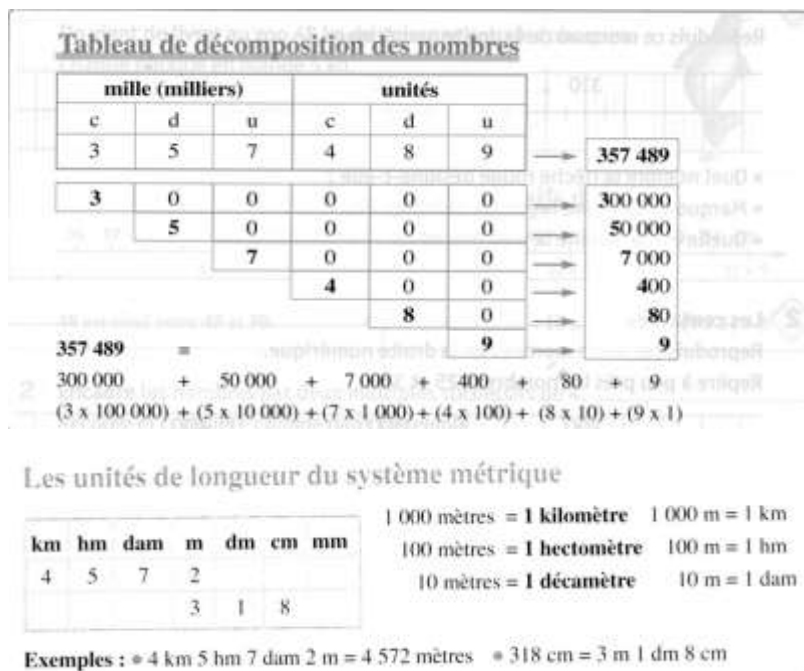 Tableau de décomposition des nombres
mille (milliers) unités
c d u c d u
3 5 7 4 8 9 → 357 489
3 0 0 0 0 0 → 300 000
5 0 0 0 0 → 50 000
7 0 0 0 → 7 000
4 0 0 → 400
8 0 → 80
9 → 9
357 489 =
300 000 + 50 000 + 7 000 + 400 + 80 + 9
(3 x 100 000) + (5 x 10 000) + (7 x 1 000) + (4 x 100) + (8 x 10) + (9 x 1)
Les unités de longueur du système métrique
km hm dam m dm cm mm
4 5 7 2
3 1 8
1 000 mètres = 1 kilomètre 1 000 m = 1 km
100 mètres = 1 hectomètre 100 m = 1 hm
10 mètres = 1 décamètre 10 m = 1 dam
Exemples : • 4 km 5 hm 7 dam 2 m = 4 572 mètres • 318 cm = 3 m 1 dm 8 cm